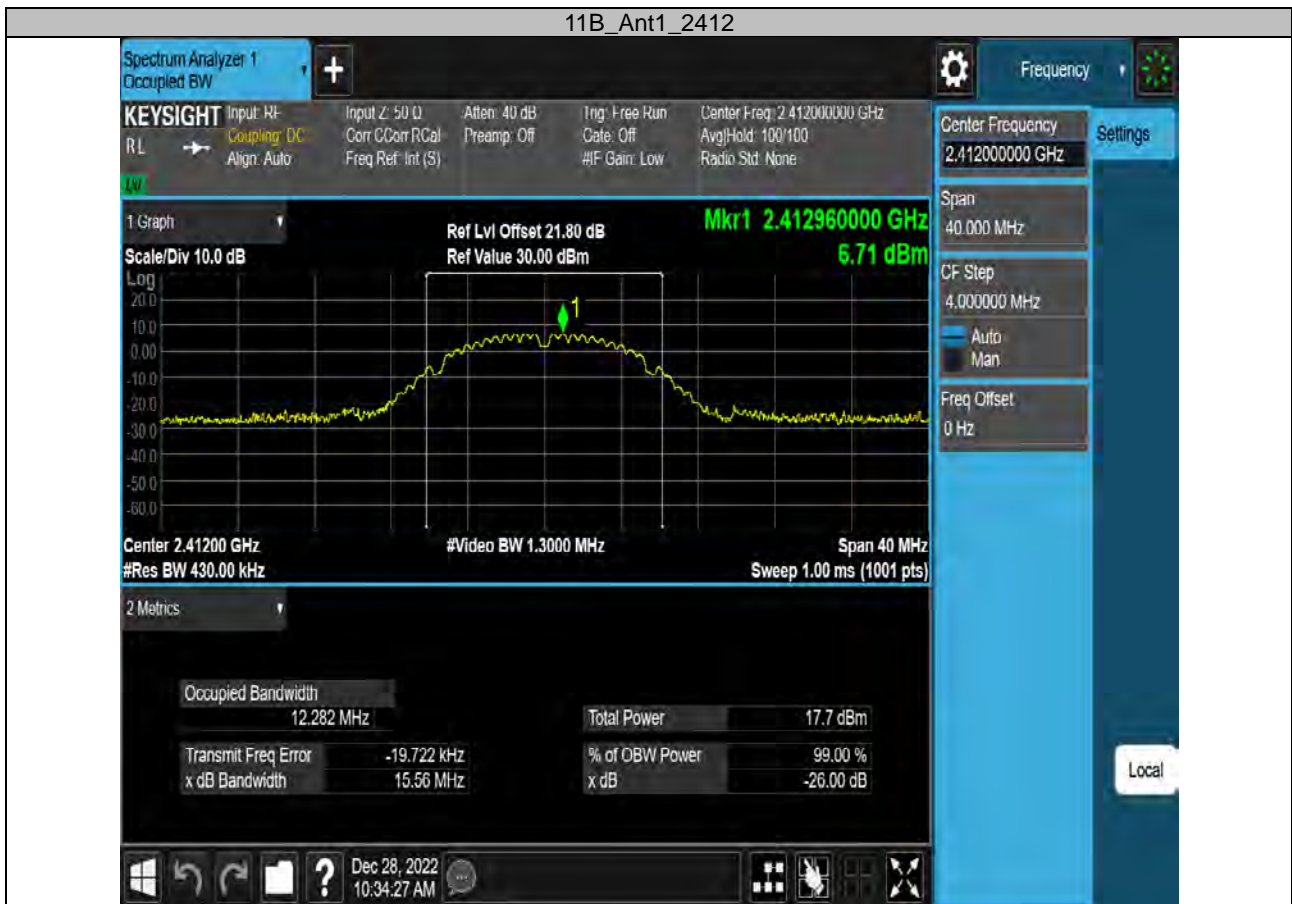 11B_Ant1_2412
Spectrum Analyzer 1
Occupied BW
+
Frequency
KEYSIGHT Input: RF
RL
Coupling: DC
Align: Auto
Input Z: 50 Ω
Corr CCorr RCal
Freq Ref: Int (S)
Atten: 40 dB
Preamp: Off
Trig: Free Run
Gate: Off
#IF Gain: Low
Center Freq: 2.412000000 GHz
Avg|Hold: 100/100
Radio Std: None
Center Frequency
2.412000000 GHz
Settings
Span
40.000 MHz
CF Step
4.000000 MHz
Auto
Man
Freq Offset
0 Hz
1 Graph
Scale/Div 10.0 dB
Ref Lvl Offset 21.80 dB
Ref Value 30.00 dBm
Mkr1 2.412960000 GHz
6.71 dBm
Log
20.0
10.0
0.00
-10.0
-20.0
-30.0
-40.0
-50.0
-60.0
1
Center 2.41200 GHz
#Res BW 430.00 kHz
#Video BW 1.3000 MHz
Span 40 MHz
Sweep 1.00 ms (1001 pts)
2 Metrics
Occupied Bandwidth
12.282 MHz
Total Power 17.7 dBm
Transmit Freq Error -19.722 kHz
% of OBW Power 99.00 %
x dB Bandwidth 15.56 MHz
x dB -26.00 dB
Local
?
Dec 28, 2022
10:34:27 AM